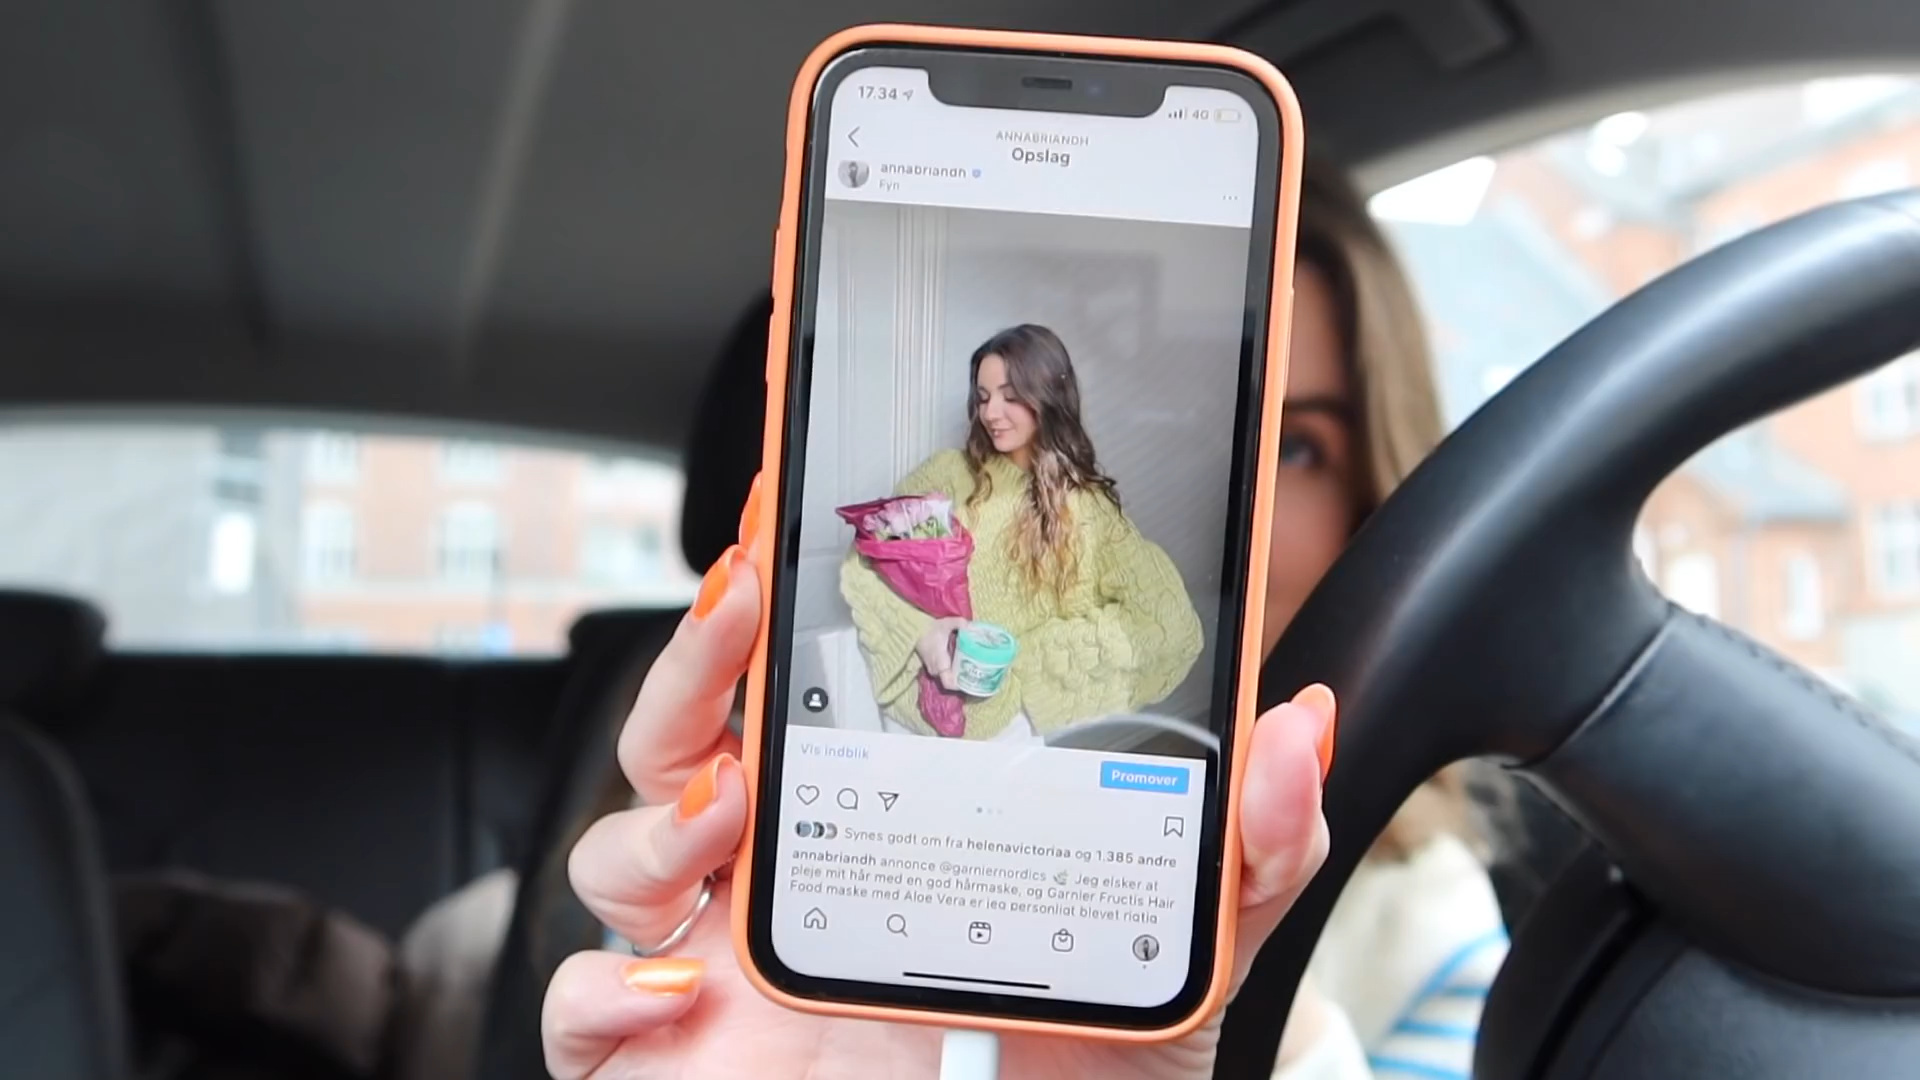 17.34
4G
ANNABRIANDH
Opslag
annabriandh
Fyn
Vis indblik
Promover
Synes godt om fra helenavictoriaa og 1.385 andre
annabriandh annonce @garniernordics 🌿 Jeg elsker at
pleje mit hår med en god hårmaske, og Garnier Fructis Hair
Food maske med Aloe Vera er jeg personligt blevet rigtig